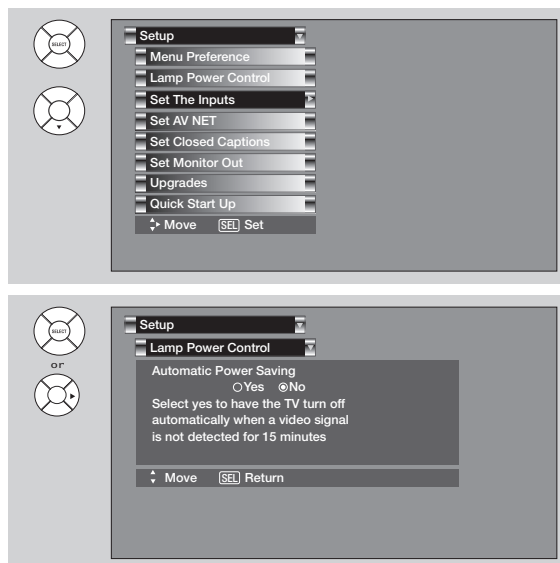 SELECT
Setup
Menu Preference
Lamp Power Control
Set The Inputs
Set AV NET
Set Closed Captions
Set Monitor Out
Upgrades
Quick Start Up
Move SEL Set
SELECT
or
Setup
Lamp Power Control
Automatic Power Saving
Yes No
Select yes to have the TV turn off
automatically when a video signal
is not detected for 15 minutes
Move SEL Return